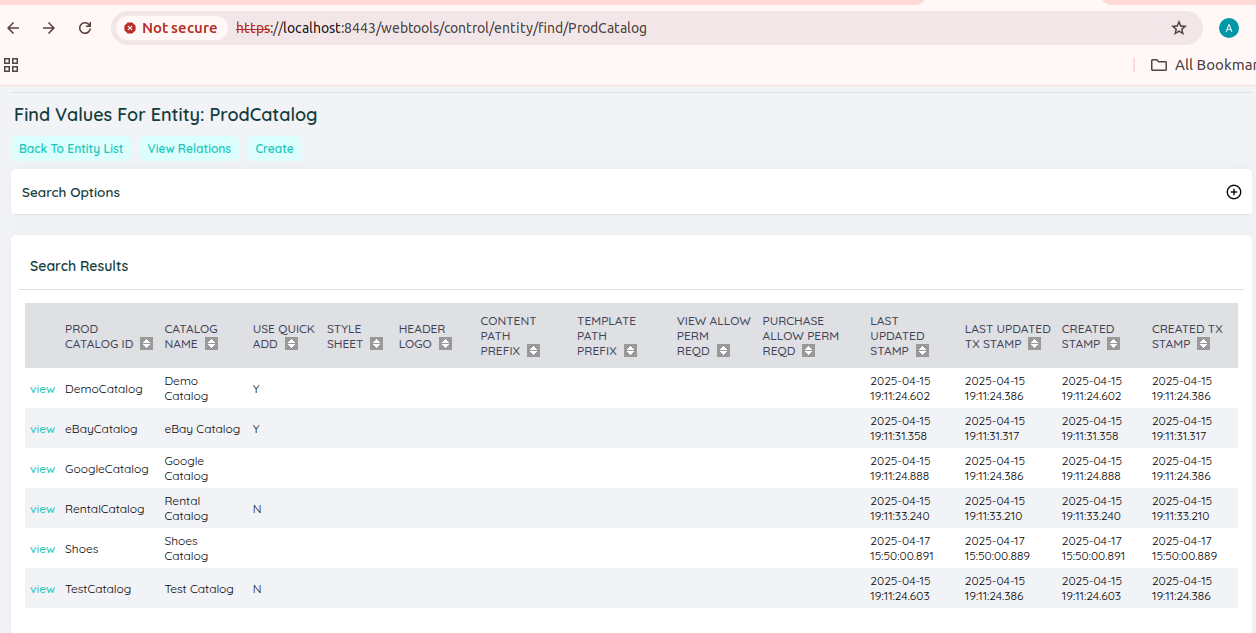 Not secure https://localhost:8443/webtools/control/entity/find/ProdCatalog A
All Bookmar
Find Values For Entity: ProdCatalog
Back To Entity List View Relations Create
Search Options
Search Results
PROD CATALOG ID CATALOG NAME USE QUICK ADD STYLE SHEET HEADER LOGO CONTENT PATH PREFIX TEMPLATE PATH PREFIX VIEW ALLOW PERM REQD PURCHASE ALLOW PERM REQD LAST UPDATED STAMP LAST UPDATED TX STAMP CREATED STAMP CREATED TX STAMP
view DemoCatalog Demo Catalog Y 2025-04-15 19:11:24.602 2025-04-15 19:11:24.386 2025-04-15 19:11:24.602 2025-04-15 19:11:24.386
view eBayCatalog eBay Catalog Y 2025-04-15 19:11:31.358 2025-04-15 19:11:31.317 2025-04-15 19:11:31.358 2025-04-15 19:11:31.317
view GoogleCatalog Google Catalog 2025-04-15 19:11:24.888 2025-04-15 19:11:24.386 2025-04-15 19:11:24.888 2025-04-15 19:11:24.386
view RentalCatalog Rental Catalog N 2025-04-15 19:11:33.240 2025-04-15 19:11:33.210 2025-04-15 19:11:33.240 2025-04-15 19:11:33.210
view Shoes Shoes Catalog 2025-04-17 15:50:00.891 2025-04-17 15:50:00.889 2025-04-17 15:50:00.891 2025-04-17 15:50:00.889
view TestCatalog Test Catalog N 2025-04-15 19:11:24.603 2025-04-15 19:11:24.386 2025-04-15 19:11:24.603 2025-04-15 19:11:24.386